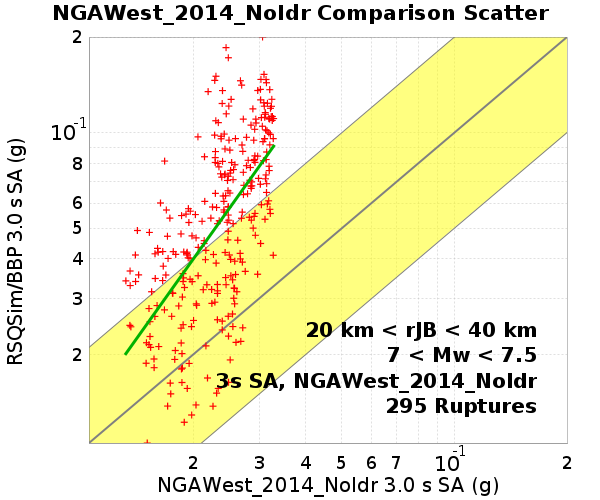 NGAWest_2014_NoIdr Comparison Scatter
2
10⁻¹
8
6
5
4
3
2
RSQSim/BBP 3.0 s SA (g)
20 km < rJB < 40 km
7 < Mw < 7.5
3s SA, NGAWest_2014_NoIdr
295 Ruptures
2 3 4 5 6 7 10⁻¹ 2
NGAWest_2014_NoIdr 3.0 s SA (g)